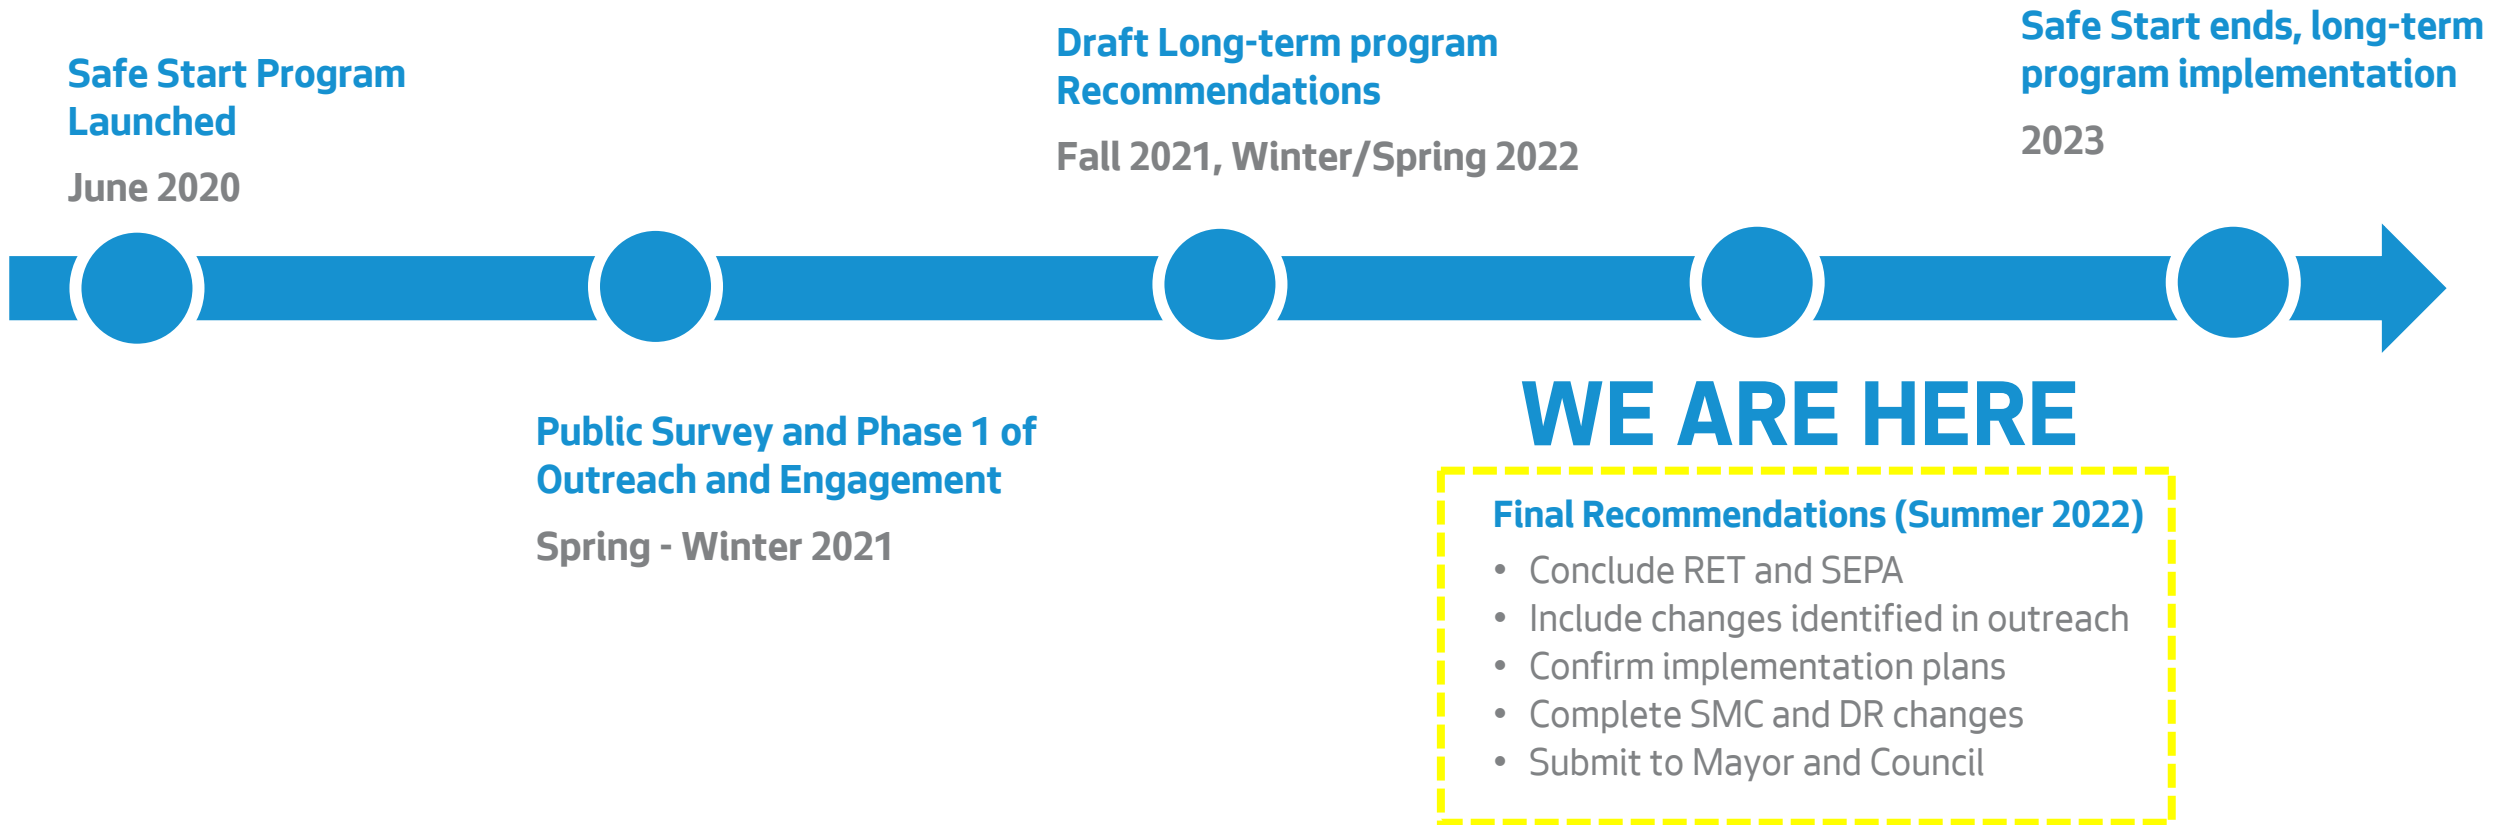 Safe Start Program
Launched
June 2020
Public Survey and Phase 1 of
Outreach and Engagement
Spring - Winter 2021
Draft Long-term program
Recommendations
Fall 2021, Winter/Spring 2022
WE ARE HERE
Final Recommendations (Summer 2022)
• Conclude RET and SEPA
• Include changes identified in outreach
• Confirm implementation plans
• Complete SMC and DR changes
• Submit to Mayor and Council
Safe Start ends, long-term
program implementation
2023